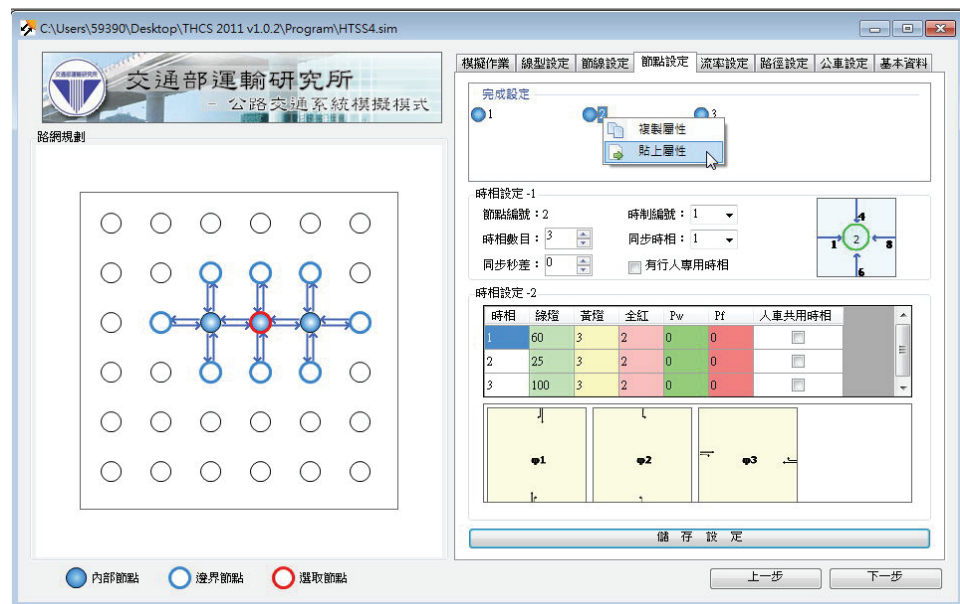 C:\Users\59390\Desktop\THCS 2011 v1.0.2\Program\HTSS4.sim
交通部運輸研究所
- 公路交通系統模擬模式
路網規劃
內部節點 邊界節點 選取節點
模擬作業 線型設定 節線設定 節點設定 流率設定 路徑設定 公車設定 基本資料
完成設定
1 2 3
複製屬性
貼上屬性
時相設定 -1
節點編號:2 時制編號: 1
時相數目: 3 同步時相: 1
同步秒差: 0 有行人專用時相
4
1 2 8
6
時相設定 -2
時相 綠燈 黃燈 全紅 Pw Pf 人車共用時相
1 60 3 2 0 0
2 25 3 2 0 0
3 100 3 2 0 0
φ1 φ2 φ3
儲 存 設 定
上一步 下一步